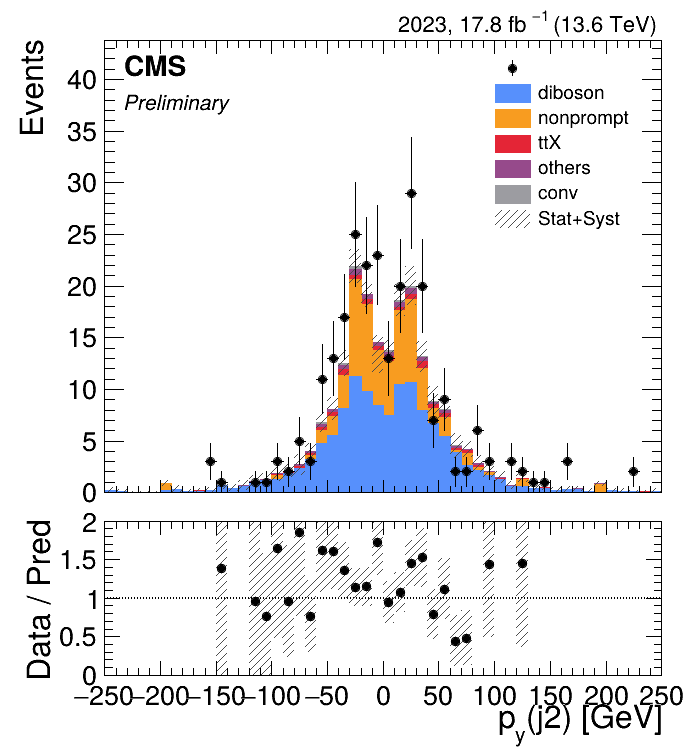 2023, 17.8 fb⁻¹ (13.6 TeV)
Events
CMS
Preliminary
diboson
nonprompt
ttX
others
conv
Stat+Syst
40
35
30
25
20
15
10
5
0
Data / Pred
2
1.5
1
0.5
0
−250 −200 −150 −100 −50 0 50 100 150 200 250
p_y(j2) [GeV]